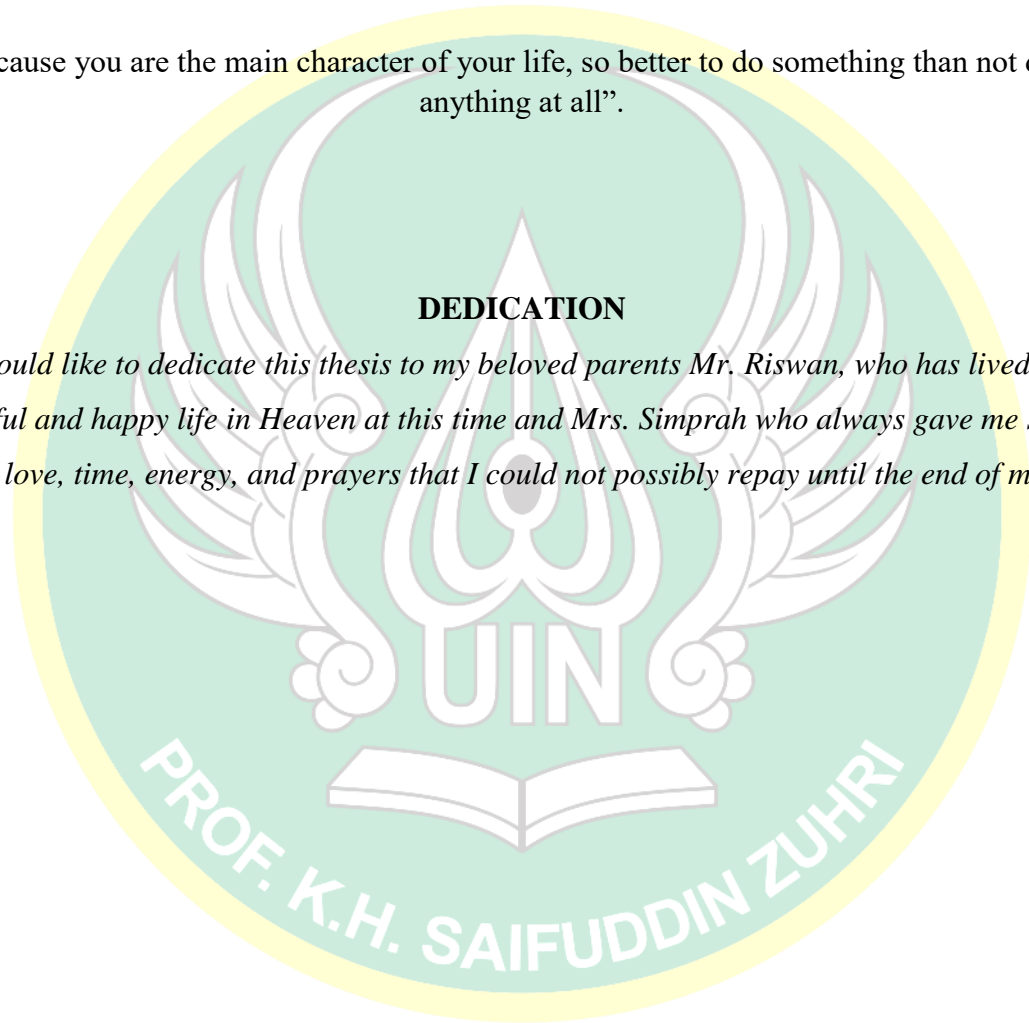 cause you are the main character of your life, so better to do something than not
anything at all”.
DEDICATION
ould like to dedicate this thesis to my beloved parents Mr. Riswan, who has lived
ful and happy life in Heaven at this time and Mrs. Simprah who always gave me
love, time, energy, and prayers that I could not possibly repay until the end of m
UIN
PROF. K.H. SAIFUDDIN ZUHRI